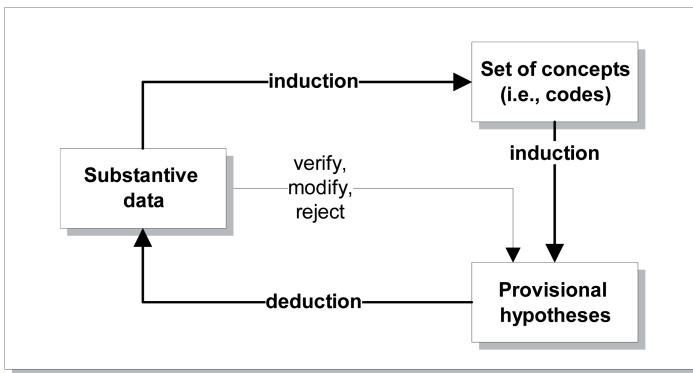 induction
Set of concepts
(i.e., codes)
induction
Substantive
data
verify,
modify,
reject
deduction
Provisional
hypotheses